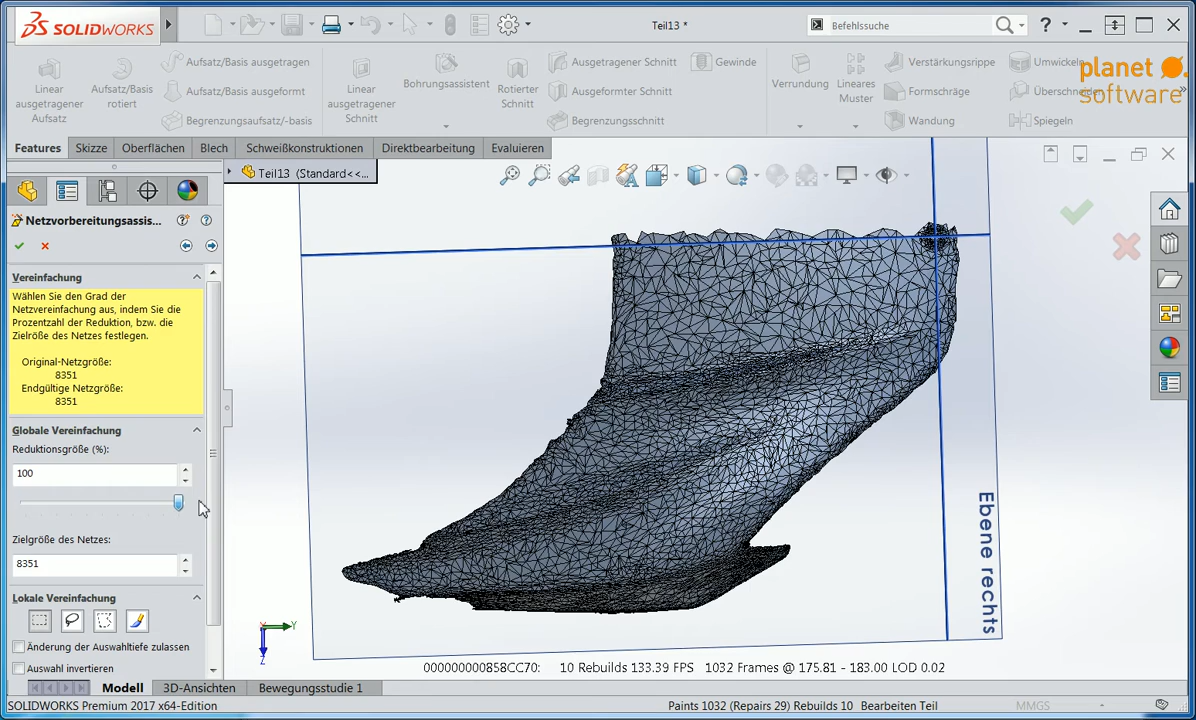 SOLIDWORKS
Teil13 *
Befehlssuche
?
Linear
ausgetragener
Aufsatz
Aufsatz/Basis
rotiert
Aufsatz/Basis ausgetragen
Aufsatz/Basis ausgeformt
Begrenzungsaufsatz/-basis
Linear
ausgetragener
Schnitt
Bohrungsassistent
Rotierter
Schnitt
Ausgetragener Schnitt
Ausgeformter Schnitt
Begrenzungsschnitt
Gewinde
Verrundung
Lineares
Muster
Verstärkungsrippe
Formschräge
Wandung
Umwickeln
Überschneiden
Spiegeln
planet
software
Features
Skizze
Oberflächen
Blech
Schweißkonstruktionen
Direktbearbeitung
Evaluieren
Teil13 (Standard<<...
Netzvorbereitungsassis...
Vereinfachung
Wählen Sie den Grad der
Netzvereinfachung aus, indem Sie die
Prozentzahl der Reduktion, bzw. die
Zielröße des Netzes festlegen.
Original-Netzgröße:
8351
Endgültige Netzgröße:
8351
Globale Vereinfachung
Reduktionsgröße (%):
100
Zielgröße des Netzes:
8351
Lokale Vereinfachung
Änderung der Auswahltiefe zulassen
Auswahl invertieren
Ebene rechts
Y
Z
000000000858CC70: 10 Rebuilds 133.39 FPS 1032 Frames @ 175.81 - 183.00 LOD 0.02
Modell
3D-Ansichten
Bewegungsstudie 1
SOLIDWORKS Premium 2017 x64-Edition
Paints 1032 (Repairs 29) Rebuilds 10
Bearbeiten Teil
MMGS